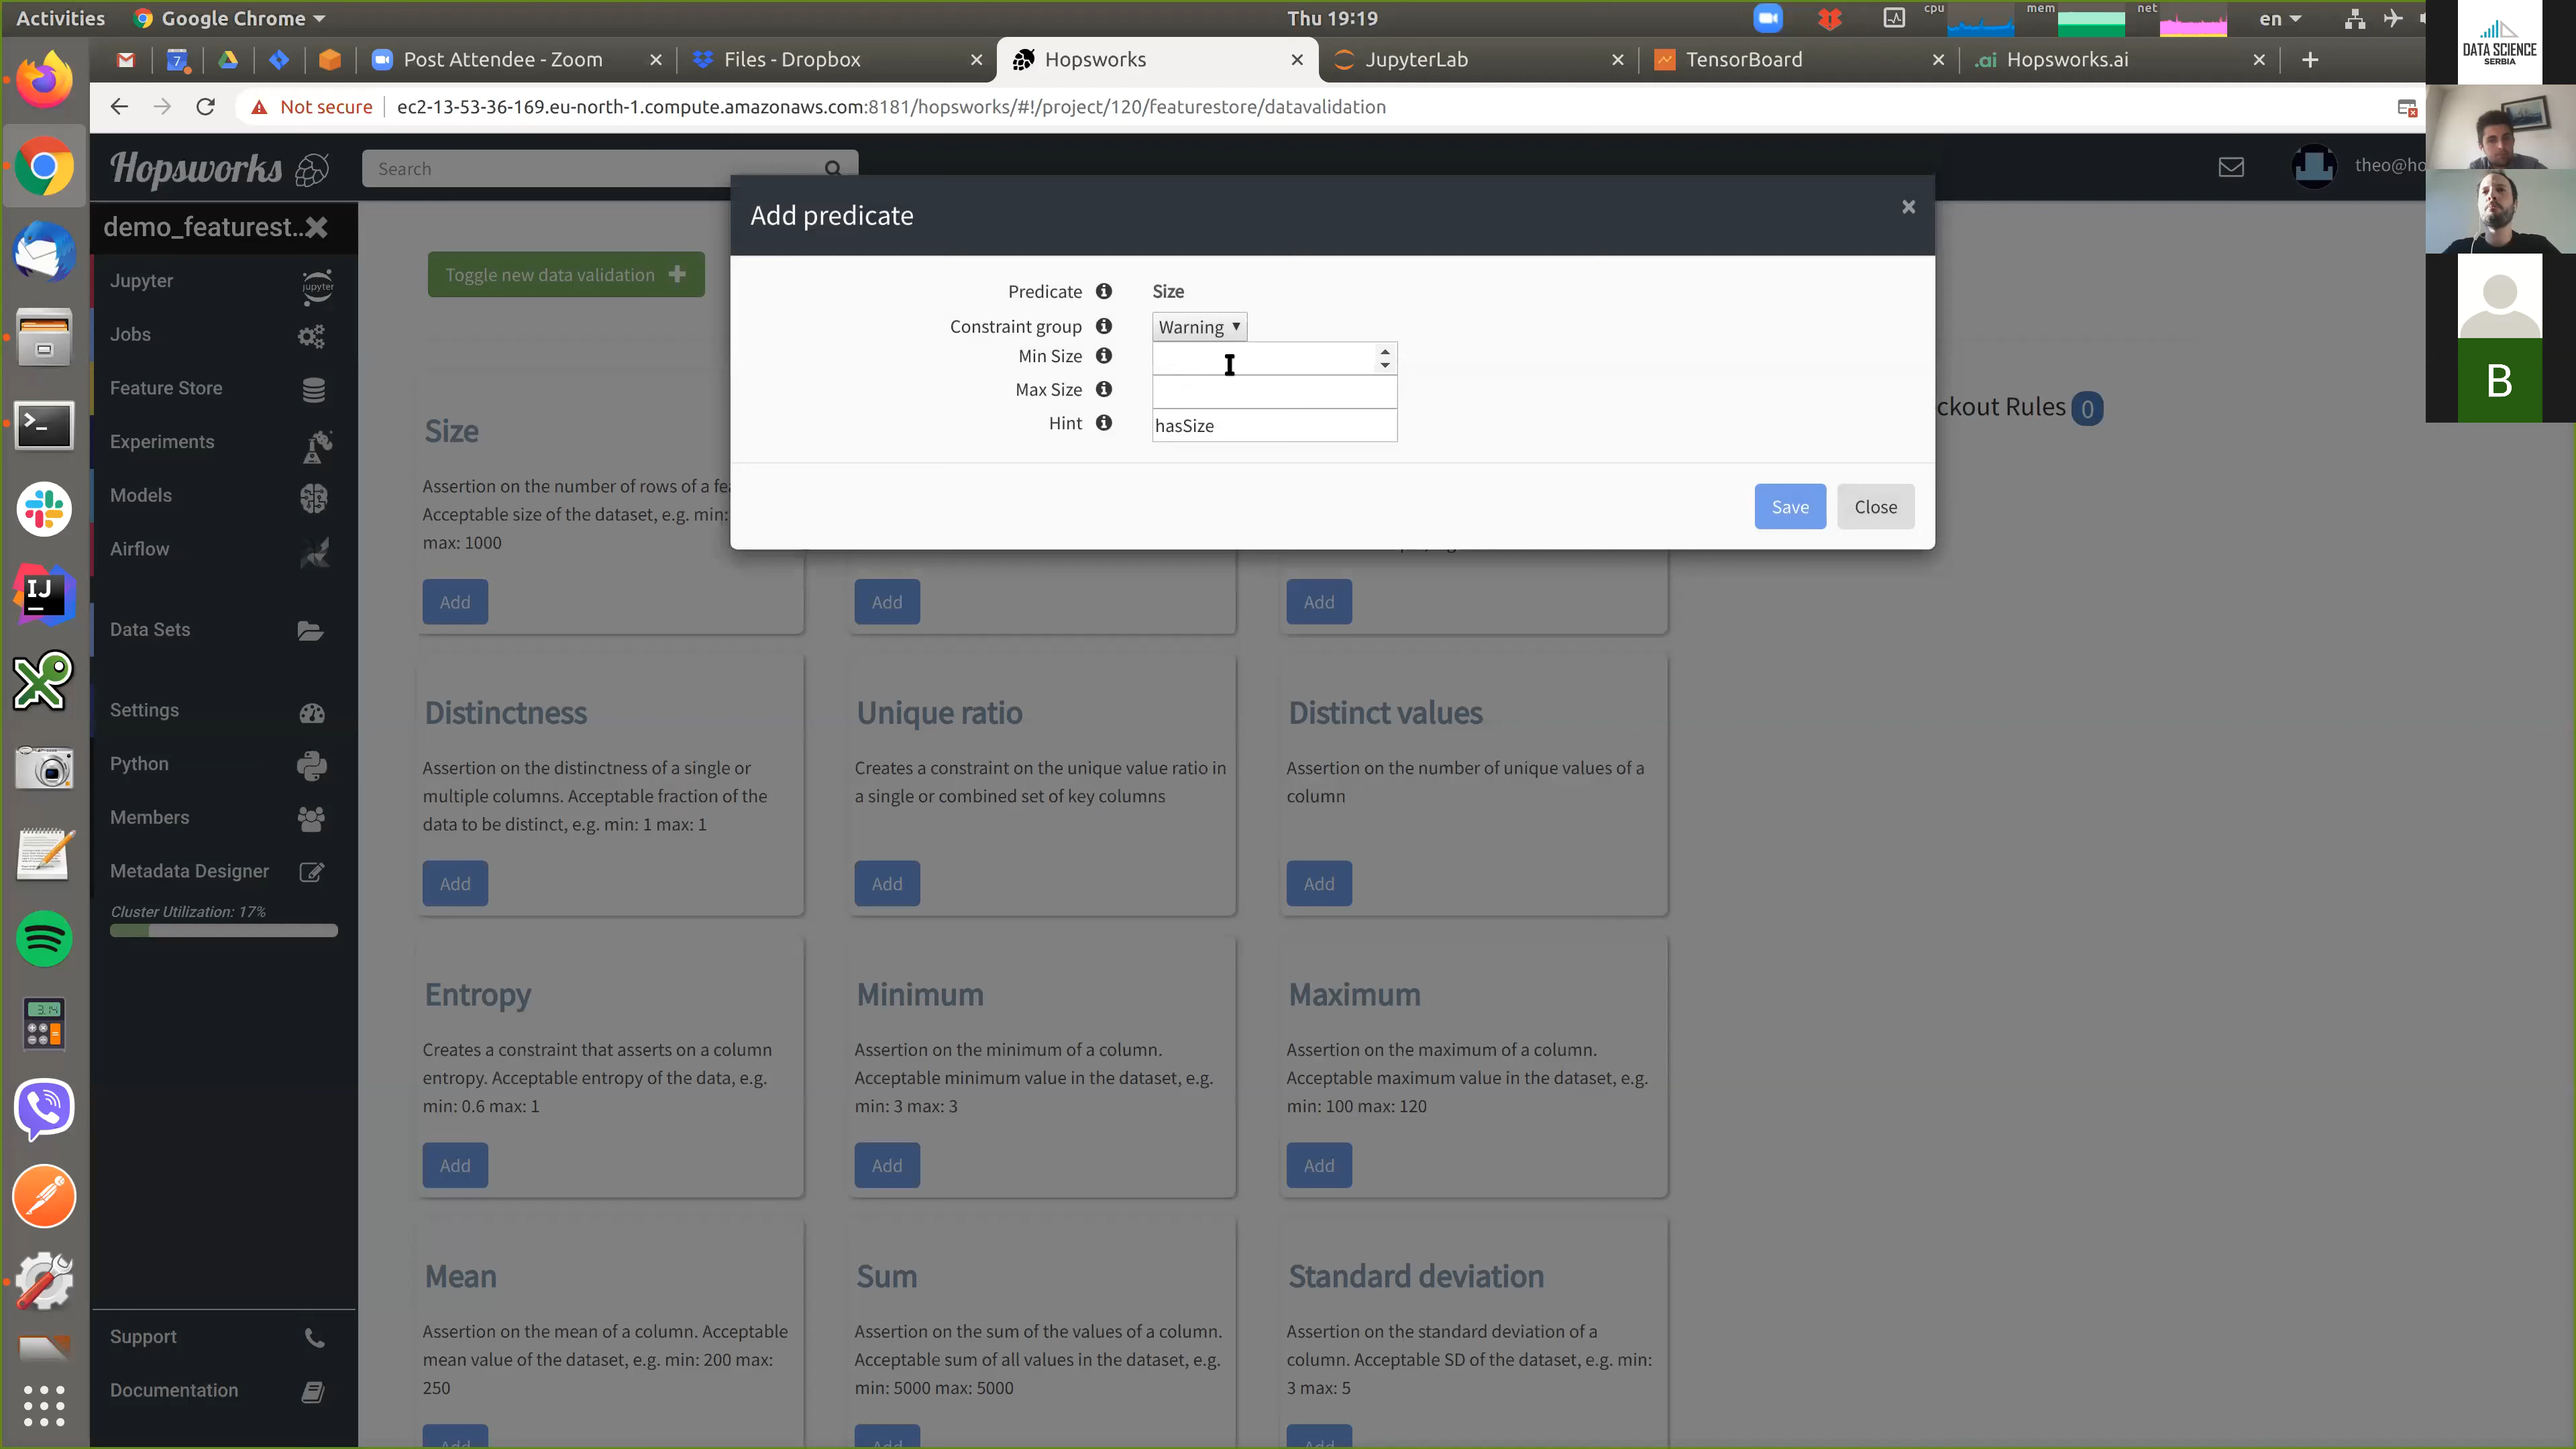 Activities
Google Chrome
Thu 19:19
cpu
mem
net
en
Post Attendee - Zoom
Files - Dropbox
Hopsworks
JupyterLab
TensorBoard
.ai Hopsworks.ai
Not secure
ec2-13-53-36-169.eu-north-1.compute.amazonaws.com:8181/hopsworks/#!/project/120/featurestore/datavalidation
DATA SCIENCE
SERBIA
Hopsworks
Search
theo@ho
demo_featurest...
Jupyter
jupyter
Jobs
Feature Store
Experiments
Models
Airflow
Data Sets
Settings
Python
Members
Metadata Designer
Cluster Utilization: 17%
Support
Documentation
Toggle new data validation
Add predicate
Predicate
Size
Constraint group
Warning
Min Size
Max Size
Hint
hasSize
Save
Close
ckout Rules 0
B
Size
Assertion on the number of rows of a fe
Acceptable size of the dataset, e.g. min:
max: 1000
Add
Add
Add
Distinctness
Assertion on the distinctness of a single or
multiple columns. Acceptable fraction of the
data to be distinct, e.g. min: 1 max: 1
Add
Unique ratio
Creates a constraint on the unique value ratio in
a single or combined set of key columns
Add
Distinct values
Assertion on the number of unique values of a
column
Add
Entropy
Creates a constraint that asserts on a column
entropy. Acceptable entropy of the data, e.g.
min: 0.6 max: 1
Add
Minimum
Assertion on the minimum of a column.
Acceptable minimum value in the dataset, e.g.
min: 3 max: 3
Add
Maximum
Assertion on the maximum of a column.
Acceptable maximum value in the dataset, e.g.
min: 100 max: 120
Add
Mean
Assertion on the mean of a column. Acceptable
mean value of the dataset, e.g. min: 200 max:
250
Add
Sum
Assertion on the sum of the values of a column.
Acceptable sum of all values in the dataset, e.g.
min: 5000 max: 5000
Add
Standard deviation
Assertion on the standard deviation of a
column. Acceptable SD of the dataset, e.g. min:
3 max: 5
Add
IJ
3.14
7